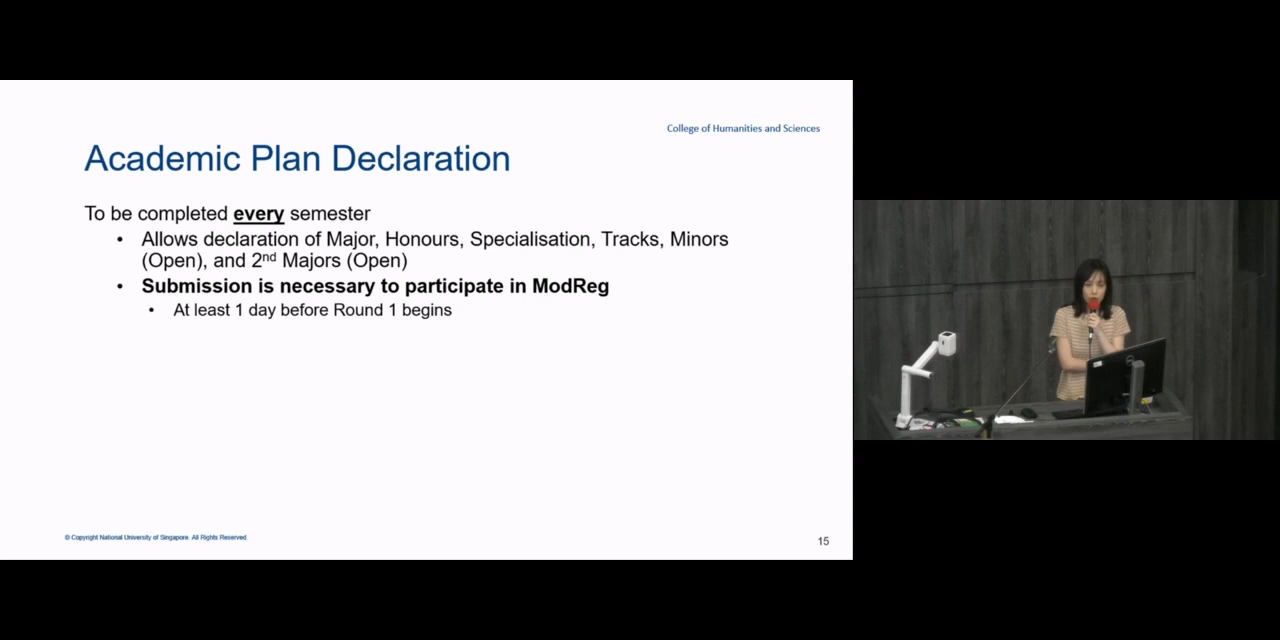 College of Humanities and Sciences
Academic Plan Declaration
To be completed every semester
• Allows declaration of Major, Honours, Specialisation, Tracks, Minors
(Open), and 2nd Majors (Open)
• Submission is necessary to participate in ModReg
• At least 1 day before Round 1 begins
© Copyright National University of Singapore. All Rights Reserved.
15